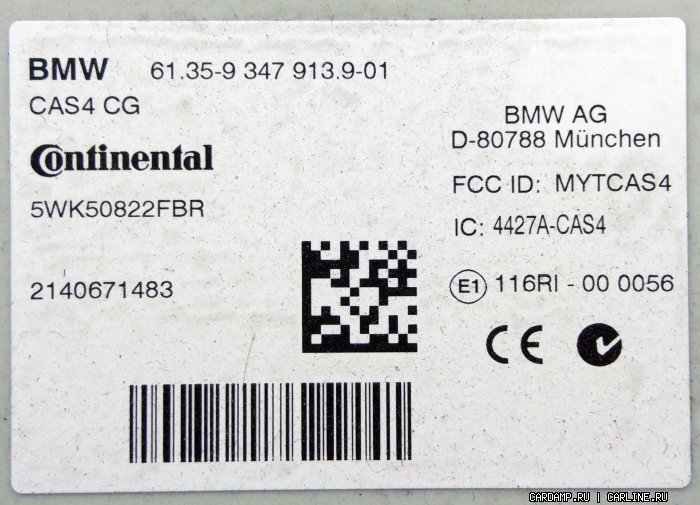 BMW 61.35-9 347 913.9-01
CAS4 CG
Continental
5WK50822FBR
2140671483
BMW AG
D-80788 München
FCC ID: MYTCAS4
IC: 4427A-CAS4
E1 116RI - 00 0056
CE
CARDAMP.RU | CARLINE.RU